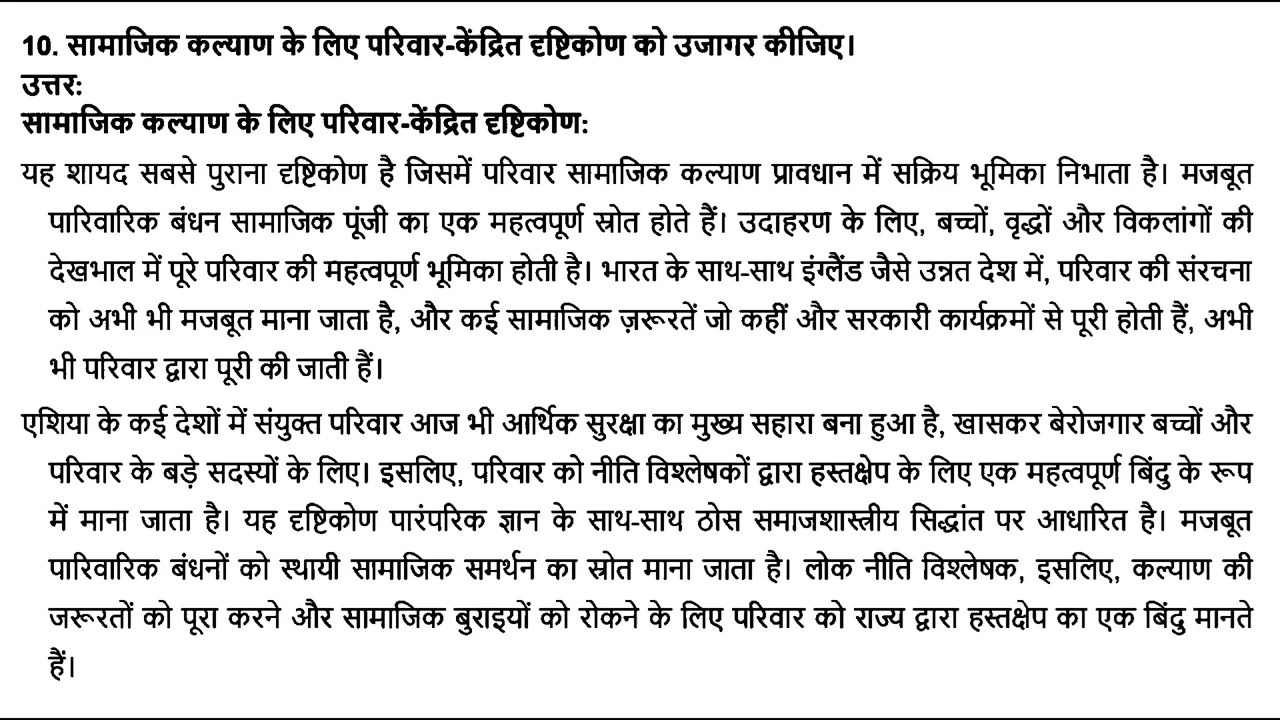 10. सामाजिक कल्याण के लिए परिवार-केंद्रित दृष्टिकोण को उजागर कीजिए।
उत्तर:
सामाजिक कल्याण के लिए परिवार-केंद्रित दृष्टिकोण:
यह शायद सबसे पुराना दृष्टिकोण है जिसमें परिवार सामाजिक कल्याण प्रावधान में सक्रिय भूमिका निभाता है। मजबूत
पारिवारिक बंधन सामाजिक पूंजी का एक महत्वपूर्ण स्रोत होते हैं। उदाहरण के लिए, बच्चों, वृद्धों और विकलांगों की
देखभाल में पूरे परिवार की महत्वपूर्ण भूमिका होती है। भारत के साथ-साथ इंग्लैंड जैसे उन्नत देश में, परिवार की संरचना
को अभी भी मजबूत माना जाता है, और कई सामाजिक ज़रूरतें जो कहीं और सरकारी कार्यक्रमों से पूरी होती हैं, अभी
भी परिवार द्वारा पूरी की जाती हैं।
एशिया के कई देशों में संयुक्त परिवार आज भी आर्थिक सुरक्षा का मुख्य सहारा बना हुआ है, खासकर बेरोजगार बच्चों और
परिवार के बड़े सदस्यों के लिए। इसलिए, परिवार को नीति विश्लेषकों द्वारा हस्तक्षेप के लिए एक महत्वपूर्ण बिंदु के रूप
में माना जाता है। यह दृष्टिकोण पारंपरिक ज्ञान के साथ-साथ ठोस समाजशास्त्रीय सिद्धांत पर आधारित है। मजबूत
पारिवारिक बंधनों को स्थायी सामाजिक समर्थन का स्रोत माना जाता है। लोक नीति विश्लेषक, इसलिए, कल्याण की
जरूरतों को पूरा करने और सामाजिक बुराइयों को रोकने के लिए परिवार को राज्य द्वारा हस्तक्षेप का एक बिंदु मानते
हैं।